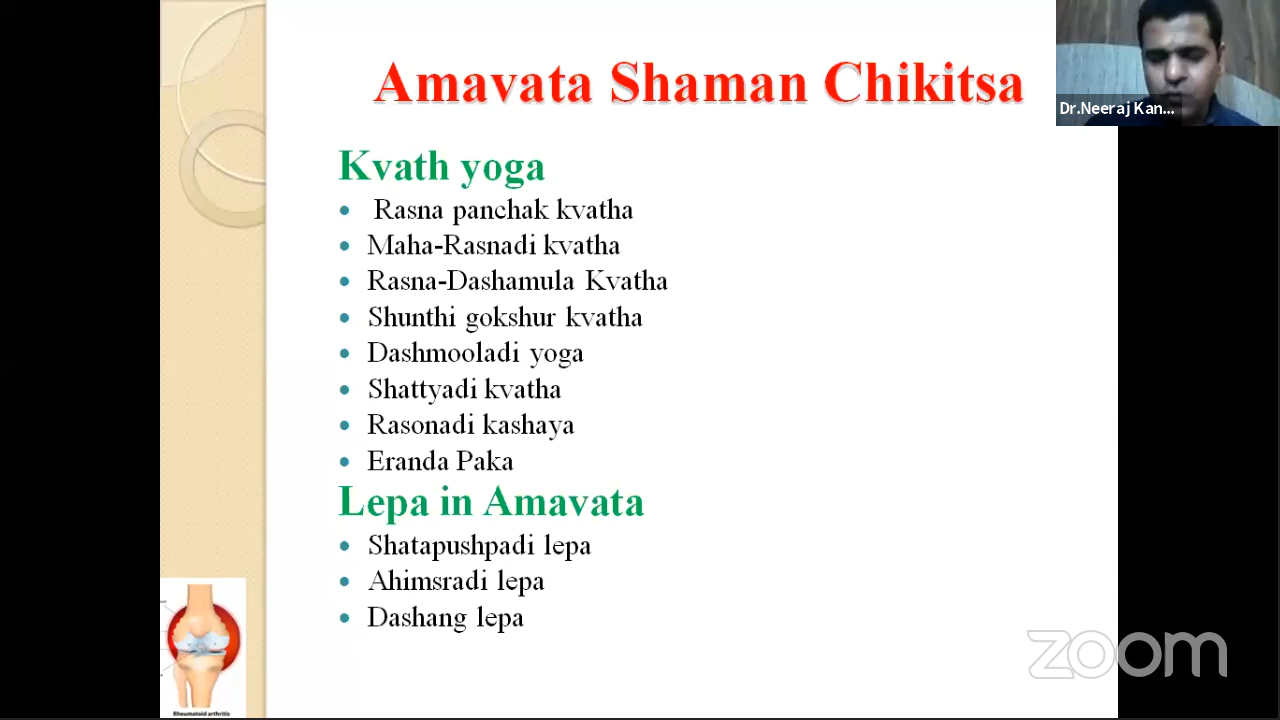 Amavata Shaman Chikitsa
Dr.Neeraj Kan...
Kvath yoga
• Rasna panchak kvatha
• Maha-Rasnadi kvatha
• Rasna-Dashamula Kvatha
• Shunthi gokshur kvatha
• Dashmooladi yoga
• Shattyadi kvatha
• Rasonadi kashaya
• Eranda Paka
Lepa in Amavata
• Shatapushpadi lepa
• Ahimsradi lepa
• Dashang lepa
Rheumatoid arthritis
zoom